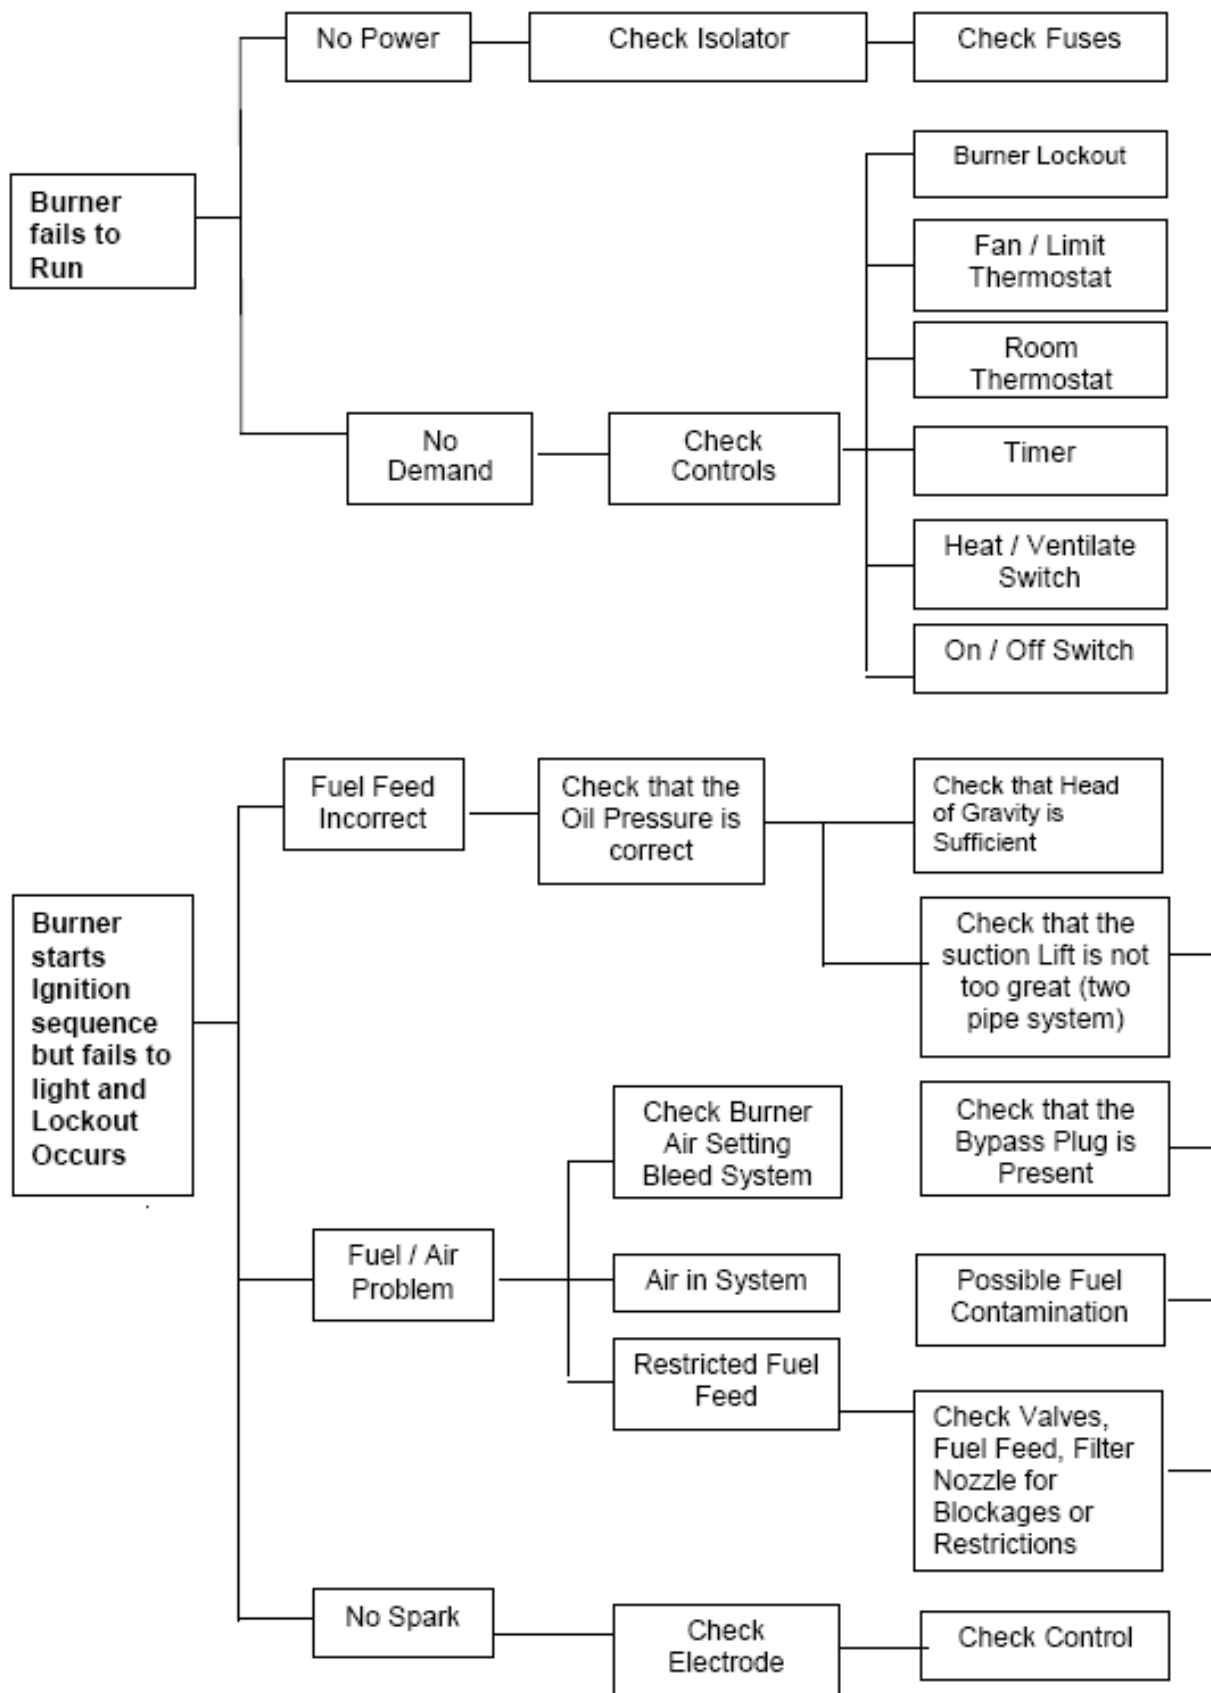 No Power
Check Isolator
Check Fuses
Burner
fails to
Run
Burner Lockout
Fan / Limit
Thermostat
Room
Thermostat
No
Demand
Check
Controls
Timer
Heat / Ventilate
Switch
On / Off Switch
Fuel Feed
Incorrect
Check that the
Oil Pressure is
correct
Check that Head
of Gravity is
Sufficient
Burner
starts
Ignition
sequence
but fails to
light and
Lockout
Occurs
Check that the
suction Lift is not
too great (two
pipe system)
Check Burner
Air Setting
Bleed System
Check that the
Bypass Plug is
Present
Fuel / Air
Problem
Air in System
Possible Fuel
Contamination
Restricted Fuel
Feed
Check Valves,
Fuel Feed, Filter
Nozzle for
Blockages or
Restrictions
No Spark
Check
Electrode
Check Control